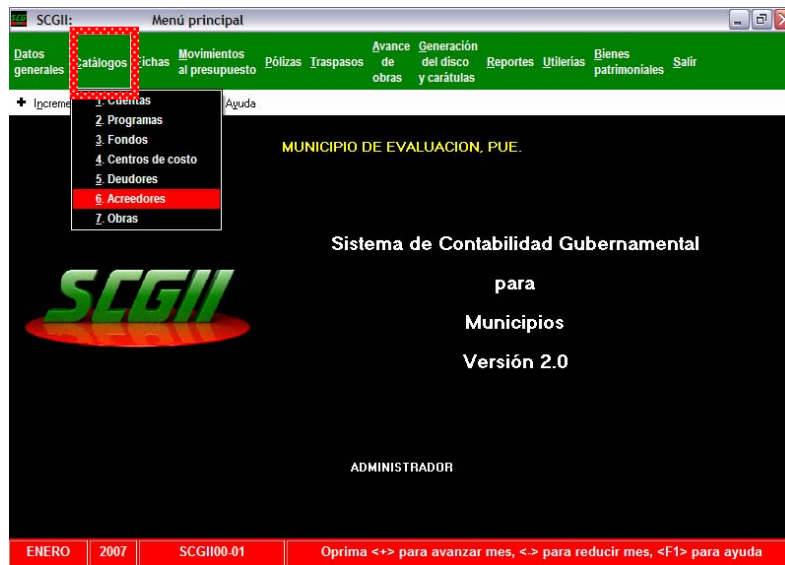 SCGII: Menú principal
Datos generales
Catálogos
Fichas
Movimientos al presupuesto
Pólizas
Traspasos
Avance de obras
Generación del disco y carátulas
Reportes
Utilerias
Bienes patrimoniales
Salir
Ayuda
1. Cuentas
2. Programas
3. Fondos
4. Centros de costo
5. Deudores
6. Acreedores
7. Obras
MUNICIPIO DE EVALUACION, PUE.
Sistema de Contabilidad Gubernamental
para
Municipios
Versión 2.0
SCGII
ADMINISTRADOR
ENERO 2007 SCGII00-01 Oprima <+> para avanzar mes, <-> para reducir mes, <F1> para ayuda